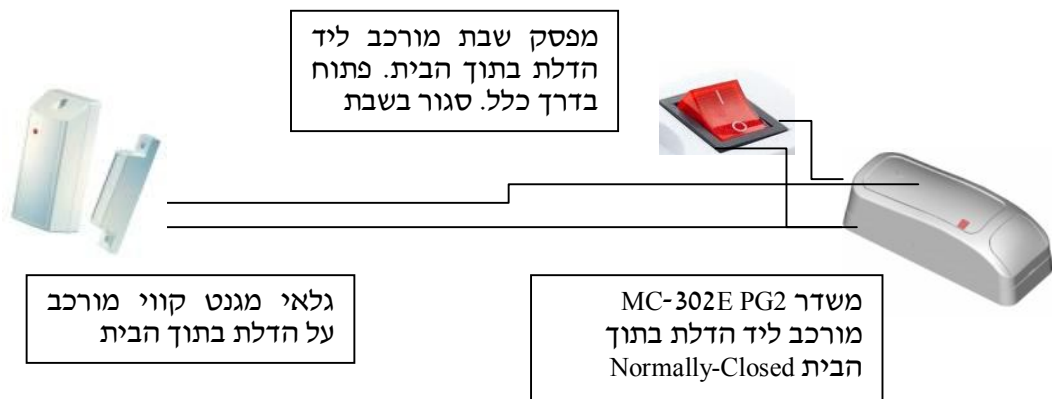 מפסק שבת מורכב ליד
הדלת בתוך הבית. פתוח
בדרך כלל. סגור בשבת
גלאי מגנט קווי מורכב
על הדלת בתוך הבית
משדר MC-302E PG2
מורכב ליד הדלת בתוך
הבית Normally-Closed